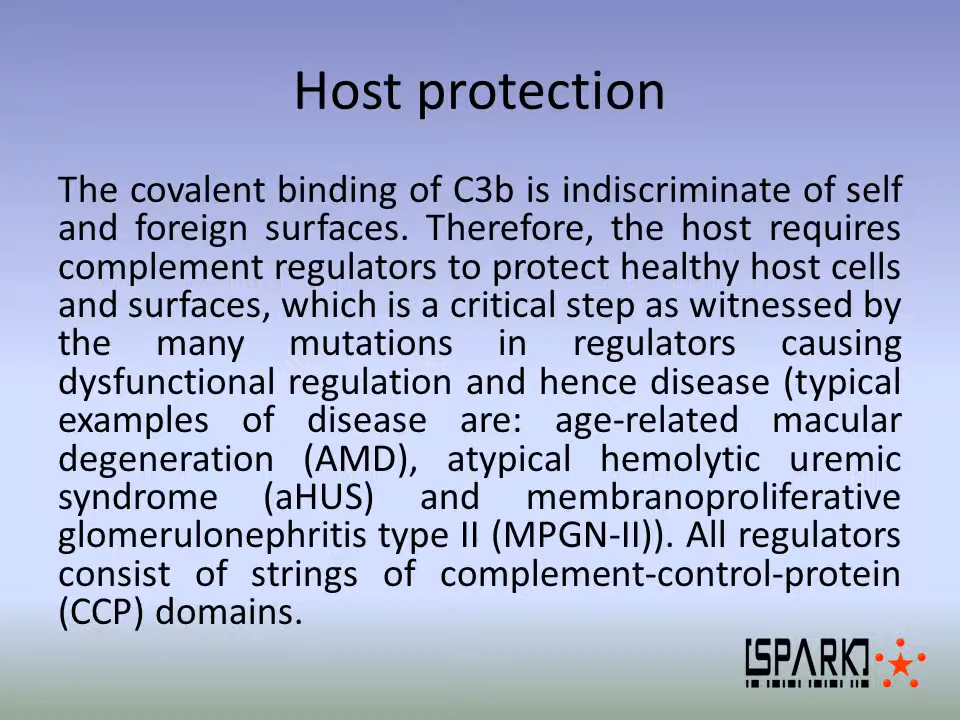 Host protection
The covalent binding of C3b is indiscriminate of self
and foreign surfaces. Therefore, the host requires
complement regulators to protect healthy host cells
and surfaces, which is a critical step as witnessed by
the many mutations in regulators causing
dysfunctional regulation and hence disease (typical
examples of disease are: age-related macular
degeneration (AMD), atypical hemolytic uremic
syndrome (aHUS) and membranoproliferative
glomerulonephritis type II (MPGN-II)). All regulators
consist of strings of complement-control-protein
(CCP) domains.
[SPARK]